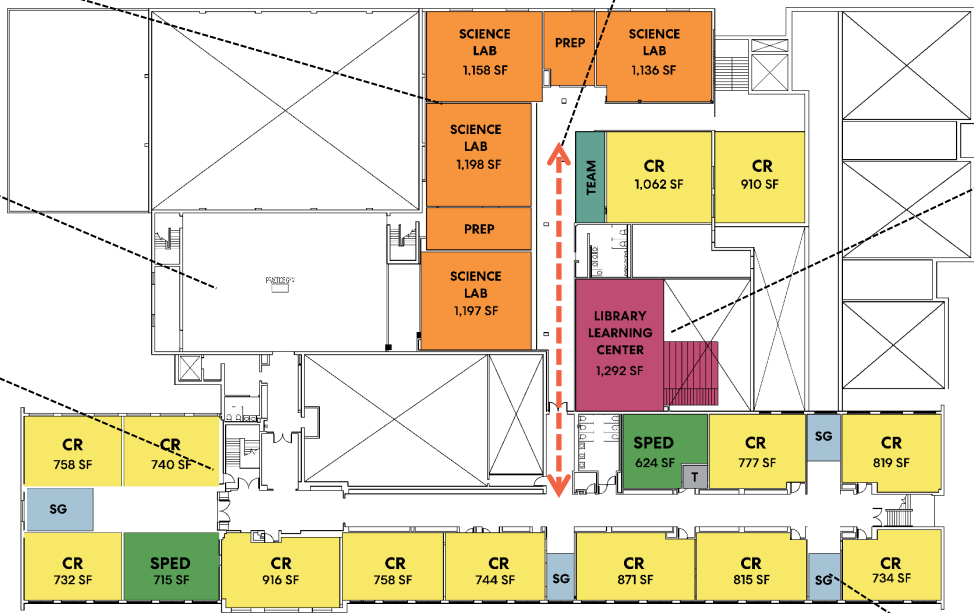 SCIENCE
LAB
1,158 SF
PREP
SCIENCE
LAB
1,136 SF
SCIENCE
LAB
1,198 SF
TEAM
CR
1,062 SF
CR
910 SF
PREP
SCIENCE
LAB
1,197 SF
LIBRARY
LEARNING
CENTER
1,292 SF
CR
758 SF
CR
740 SF
SPED
624 SF
T
CR
777 SF
SG
CR
819 SF
SG
CR
732 SF
SPED
715 SF
CR
916 SF
CR
758 SF
CR
744 SF
SG
CR
871 SF
CR
815 SF
SG
CR
734 SF